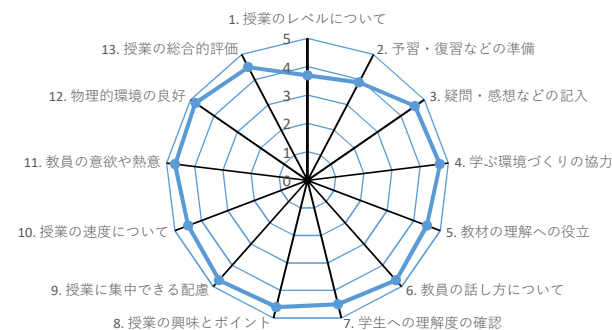 1. 授業のレベルについて
2. 予習・復習などの準備
3. 疑問・感想などの記入
4. 学ぶ環境づくりの協力
5. 教材の理解への役立
6. 教員の話し方について
7. 学生への理解度の確認
8. 授業の興味とポイント
9. 授業に集中できる配慮
10. 授業の速度について
11. 教員の意欲や熱意
12. 物理的環境の良好
13. 授業の総合的評価
5
4
3
2
1
0